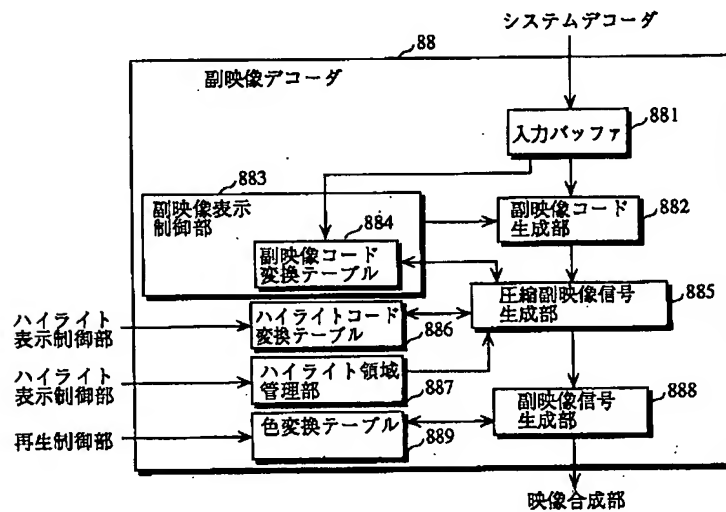 システムデコーダ
88
副映像デコーダ
881
入力バッファ
883
副映像表示
制御部
884
副映像コード
変換テーブル
副映像コード
生成部
882
圧縮副映像信号
生成部
885
ハイライト
表示制御部
ハイライトコード
変換テーブル
886
ハイライト
表示制御部
ハイライト領域
管理部
887
副映像信号
生成部
888
再生制御部
色変換テーブル
889
映像合成部